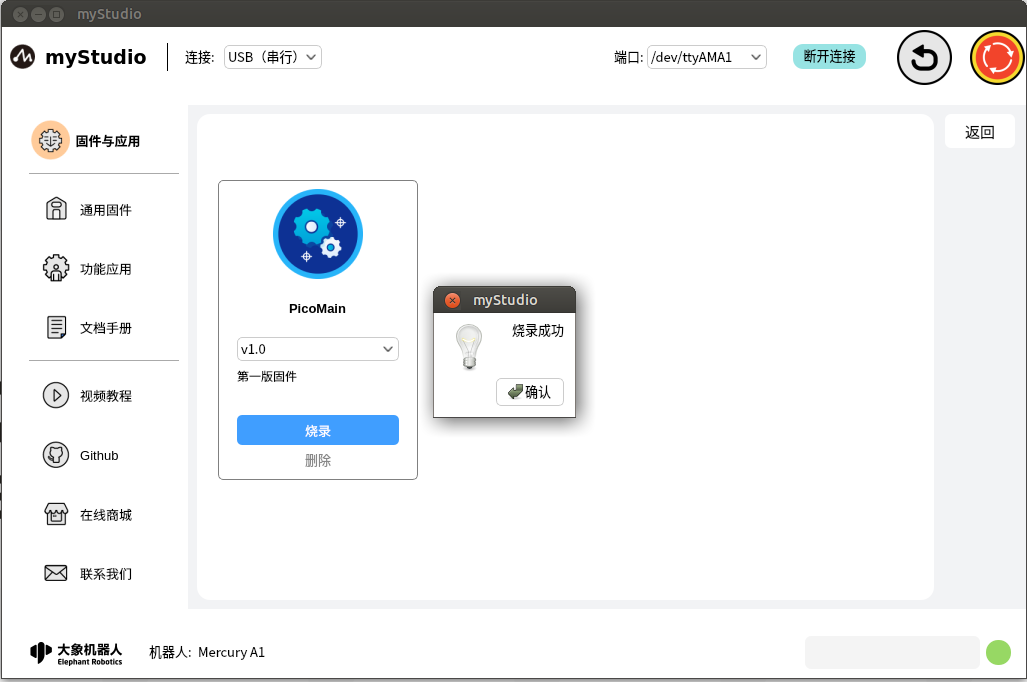 myStudio
myStudio
连接:
USB（串行）
端口:
/dev/ttyAMA1
断开连接
固件与应用
返回
通用固件
功能应用
文档手册
视频教程
Github
在线商城
联系我们
PicoMain
v1.0
第一版固件
烧录
删除
myStudio
烧录成功
确认
大象机器人
Elephant Robotics
机器人: Mercury A1